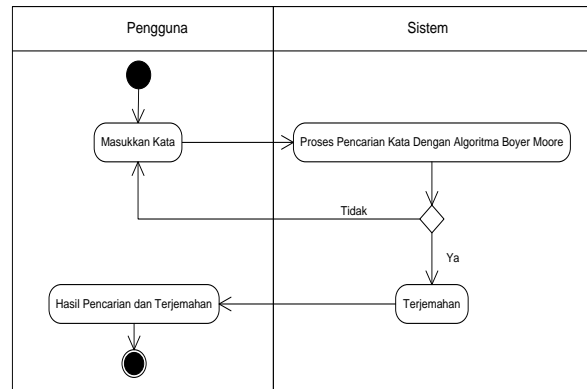 Pengguna
Sistem
Masukkan Kata
Proses Pencarian Kata Dengan Algoritma Boyer Moore
Tidak
Ya
Hasil Pencarian dan Terjemahan
Terjemahan